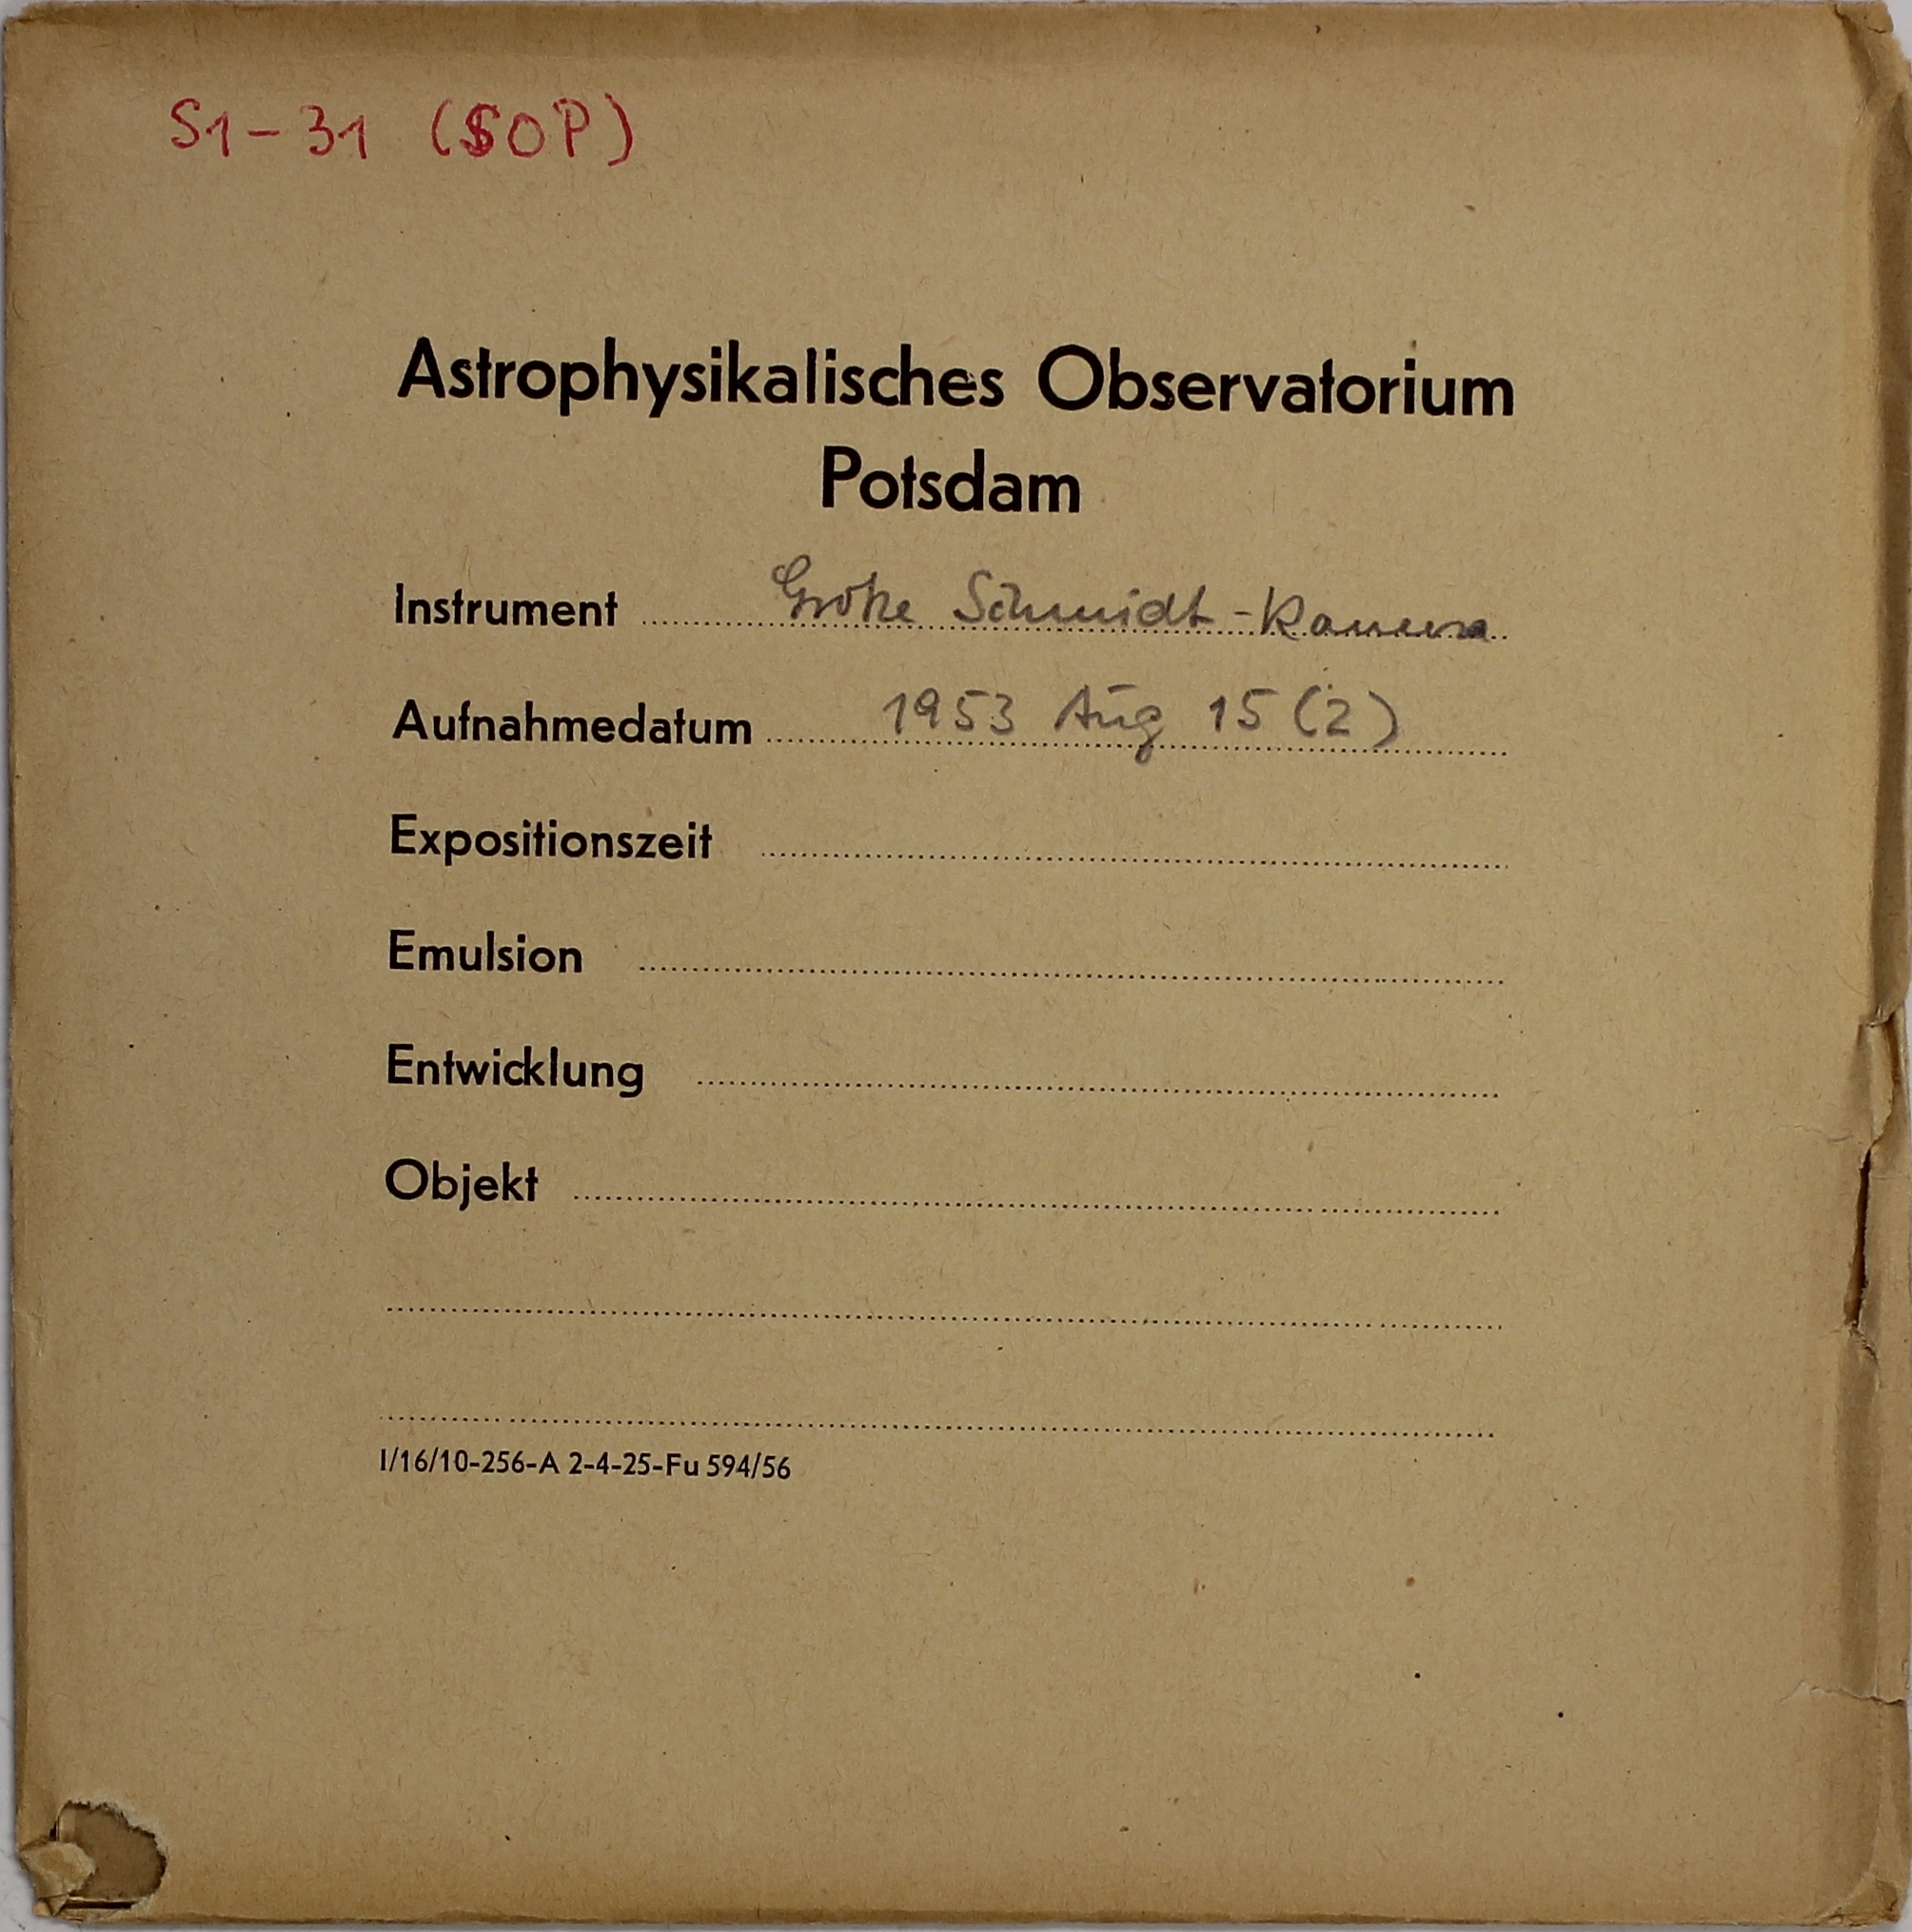 S1-31 (SOP)
Astrophysikalisches Observatorium
Potsdam
Instrument Große Schmidt-Kamera
Aufnahmedatum 1953 Aug 15 (2)
Expositionszeit
Emulsion
Entwicklung
Objekt
I/16/10-256-A 2-4-25-Fu 594/56